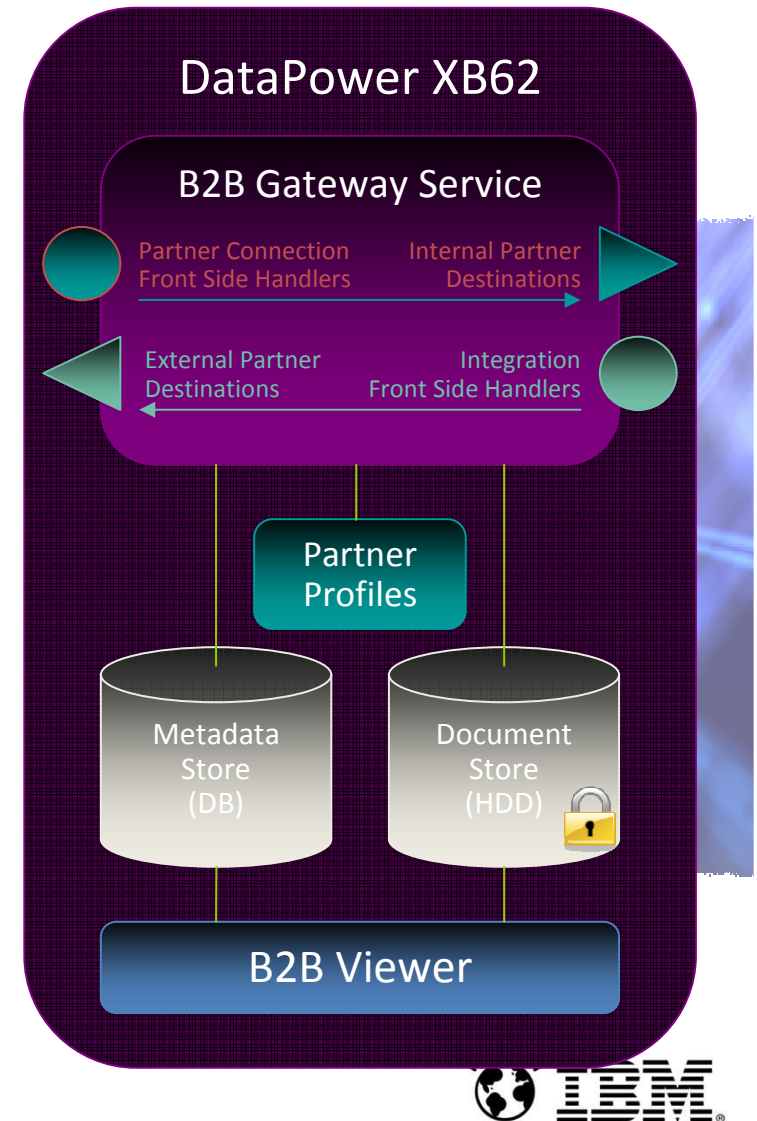 DataPower XB62
B2B Gateway Service
Partner Connection
Front Side Handlers
Internal Partner
Destinations
External Partner
Destinations
Integration
Front Side Handlers
Partner
Profiles
Metadata
Store
(DB)
Document
Store
(HDD)
B2B Viewer
IBM®